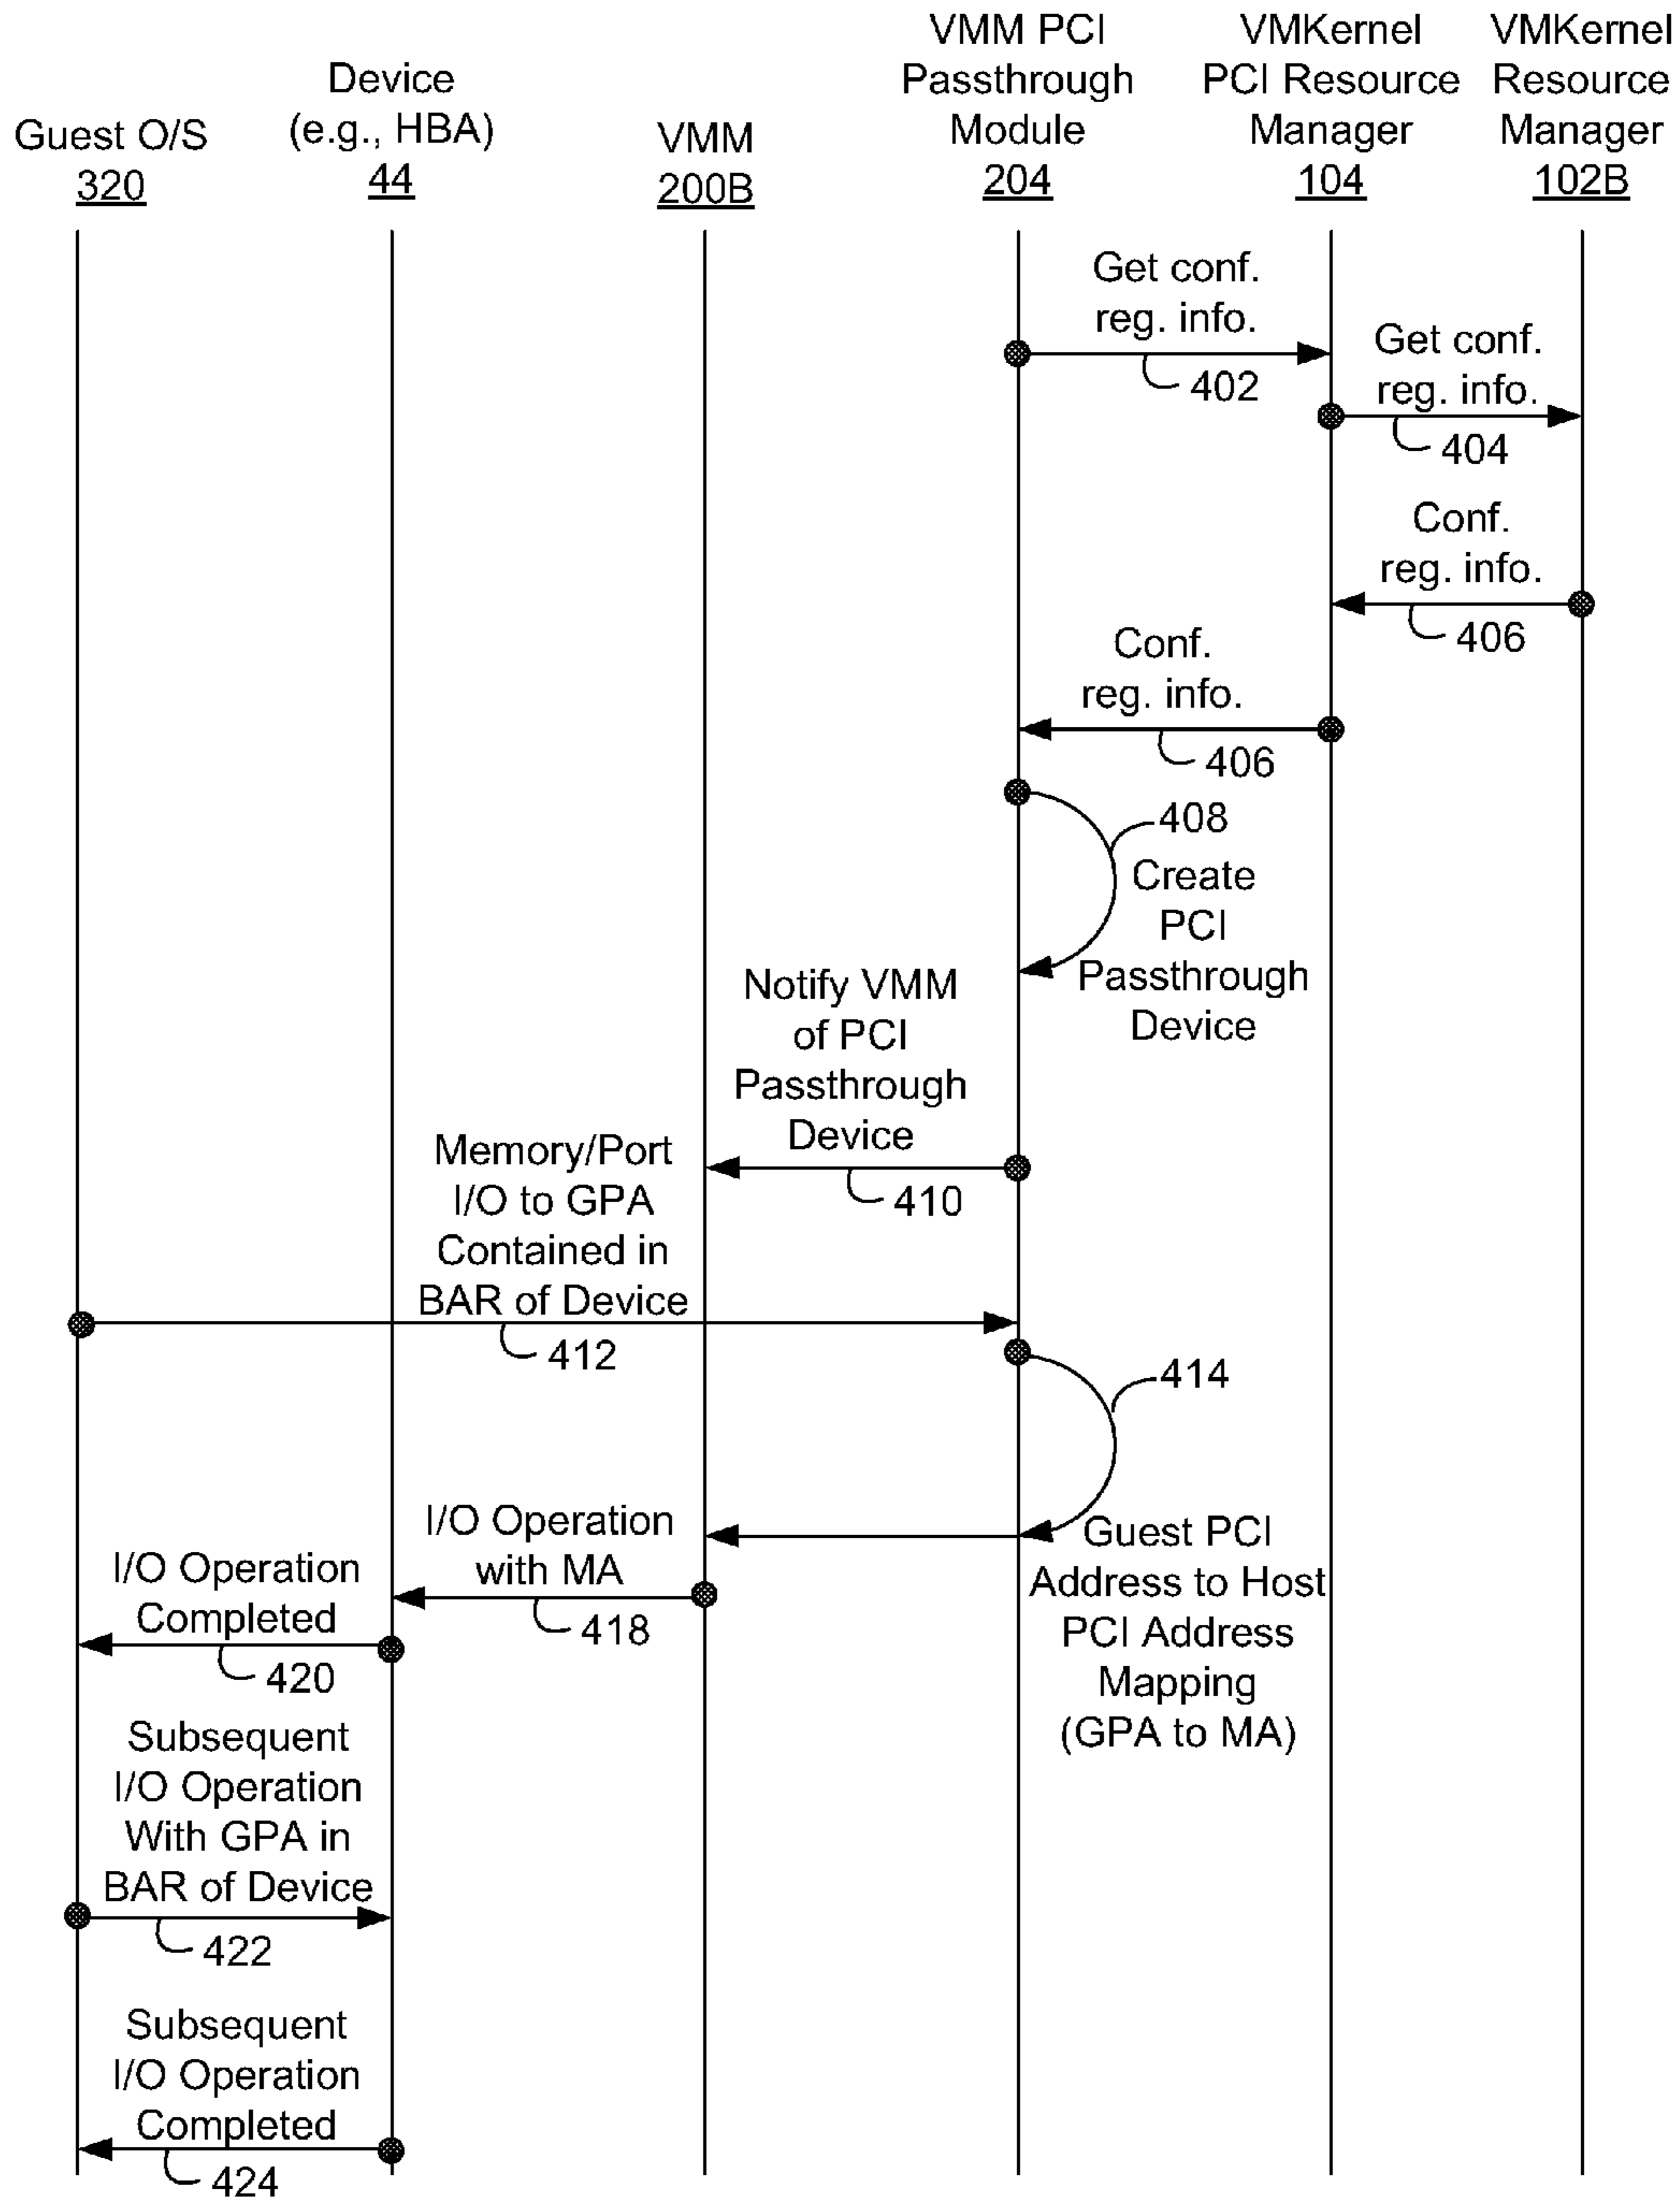 Guest O/S
320
Device
(e.g., HBA)
44
VMM
200B
VMM PCI
Passthrough
Module
204
VMKernel
PCI Resource
Manager
104
VMKernel
Resource
Manager
102B
Get conf.
reg. info.
402
Get conf.
reg. info.
404
Conf.
reg. info.
406
Conf.
reg. info.
406
408
Create
PCI
Passthrough
Device
Notify VMM
of PCI
Passthrough
Device
410
Memory/Port
I/O to GPA
Contained in
BAR of Device
412
414
Guest PCI
Address to Host
PCI Address
Mapping
(GPA to MA)
I/O Operation
with MA
418
I/O Operation
Completed
420
Subsequent
I/O Operation
With GPA in
BAR of Device
422
Subsequent
I/O Operation
Completed
424